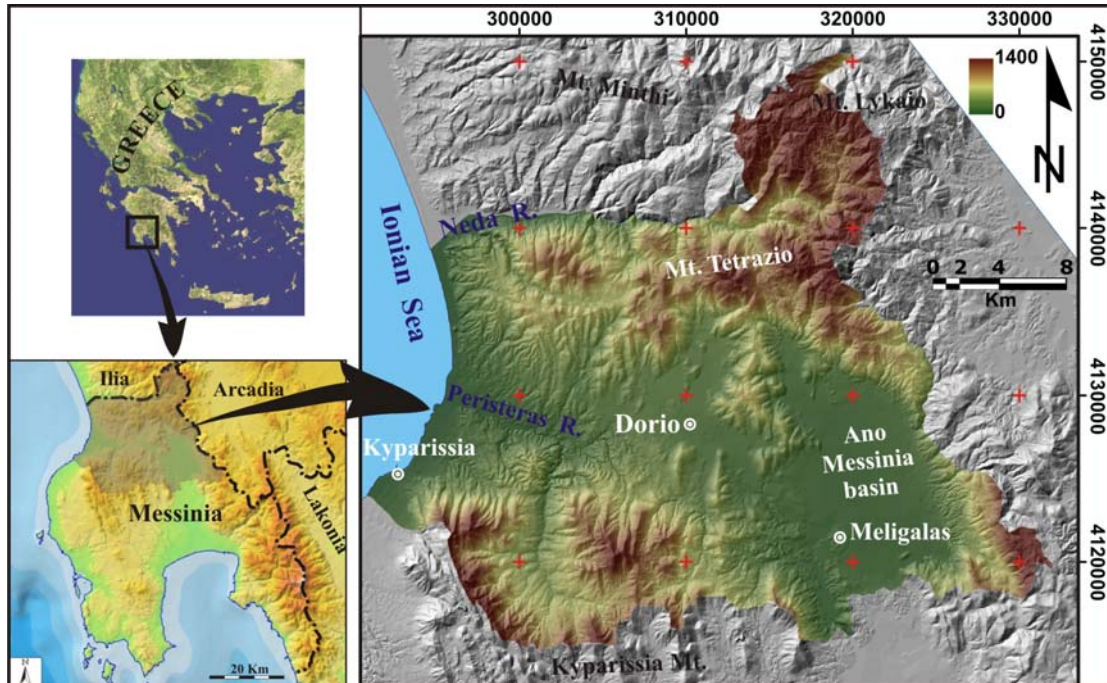 GREECE
Ilia
Arcadia
Messinia
Lakonia
N
20 Km
300000
310000
320000
330000
4150000
4140000
4130000
4120000
1400
0
N
0 2 4 8
Km
Mt. Minthi
Mt. Lykaio
Ionian Sea
Neda R.
Mt. Tetrazio
Peristeras R.
Dorio
Kyparissia
Ano
Messinia
basin
Meligalas
Kyparissia Mt.